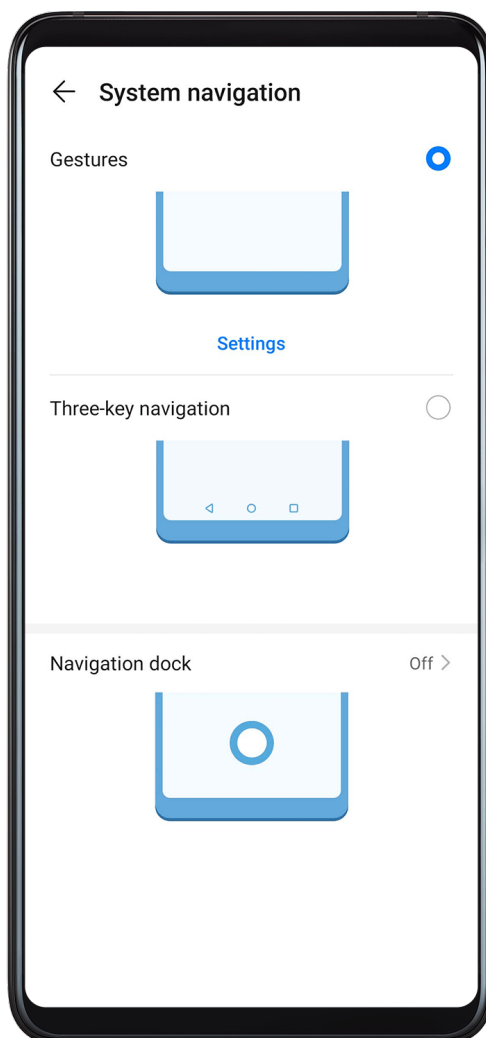 System navigation
Gestures
Settings
Three-key navigation
Navigation dock
Off